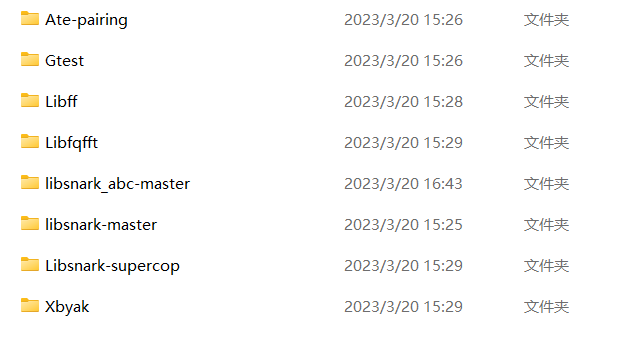 Ate-pairing 2023/3/20 15:26 文件夹
Gtest 2023/3/20 15:26 文件夹
Libff 2023/3/20 15:28 文件夹
Libfqfft 2023/3/20 15:29 文件夹
libsnark_abc-master 2023/3/20 16:43 文件夹
libsnark-master 2023/3/20 15:25 文件夹
Libsnark-supercop 2023/3/20 15:29 文件夹
Xbyak 2023/3/20 15:29 文件夹